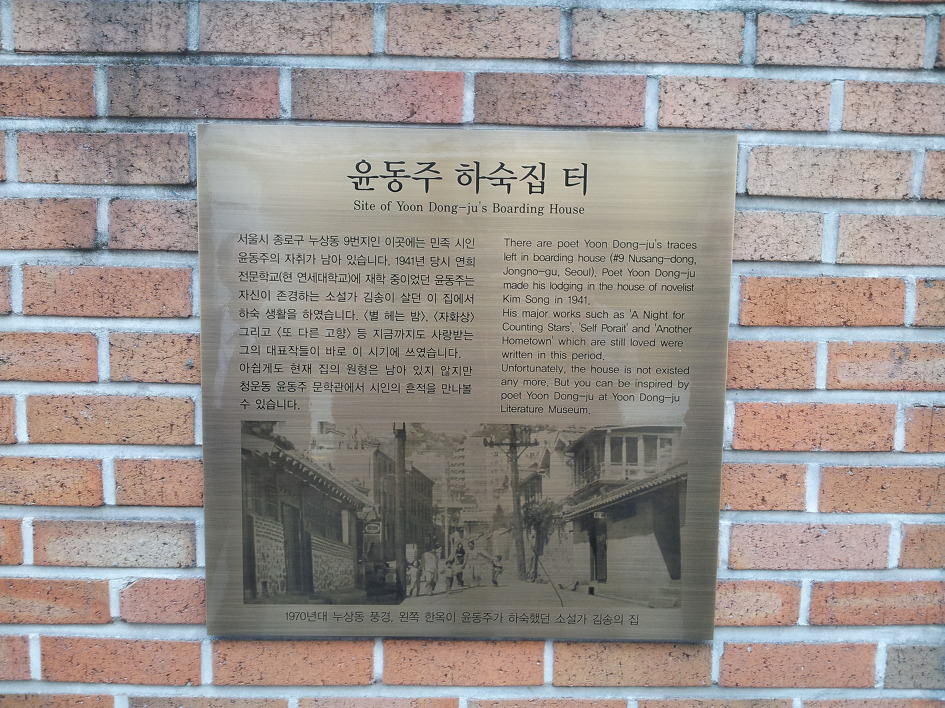 윤동주 하숙집 터
Site of Yoon Dong-ju's Boarding House
서울시 종로구 누상동 9번지인 이곳에는 민족 시인
윤동주의 자취가 남아 있습니다. 1941년 당시 연희
전문학교(현 연세대학교)에 재학 중이었던 윤동주는
자신이 존경하는 소설가 김송이 살던 이 집에서
하숙 생활을 하였습니다. 〈별 헤는 밤〉, 〈자화상〉
그리고 〈또 다른 고향〉 등 지금까지도 사랑받는
그의 대표작들이 바로 이 시기에 쓰였습니다.
아쉽게도 현재 집의 원형은 남아 있지 않지만
청운동 윤동주 문학관에서 시인의 흔적을 만나볼
수 있습니다.
There are poet Yoon Dong-ju's traces
left in boarding house (#9 Nusang-dong,
Jongno-gu, Seoul). Poet Yoon Dong-ju
made his lodging in the house of novelist
Kim Song in 1941.
His major works such as 'A Night for
Counting Stars', 'Self Porait' and 'Another
Hometown' which are still loved were
written in this period.
Unfortunately, the house is not existed
any more. But you can be inspired by
poet Yoon Dong-ju at Yoon Dong-ju
Literature Museum.
1970년대 누상동 풍경, 왼쪽 한옥이 윤동주가 하숙했던 소설가 김송의 집